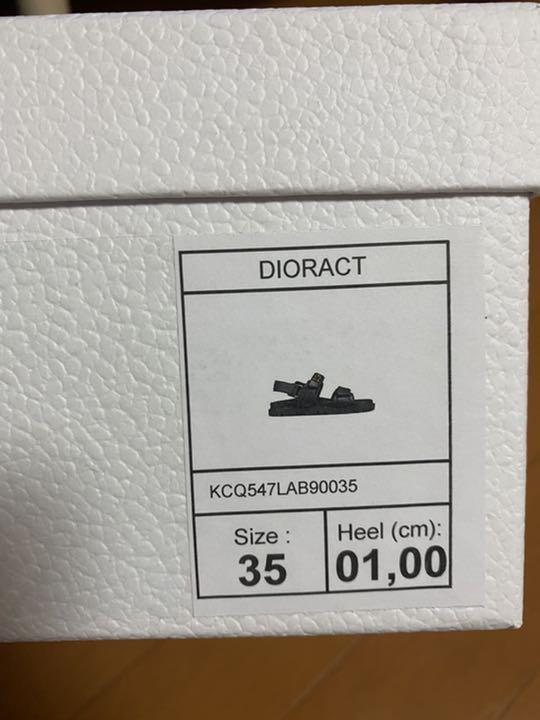 DIORACT
KCQ547LAB90035
Size :
35
Heel (cm):
01,00